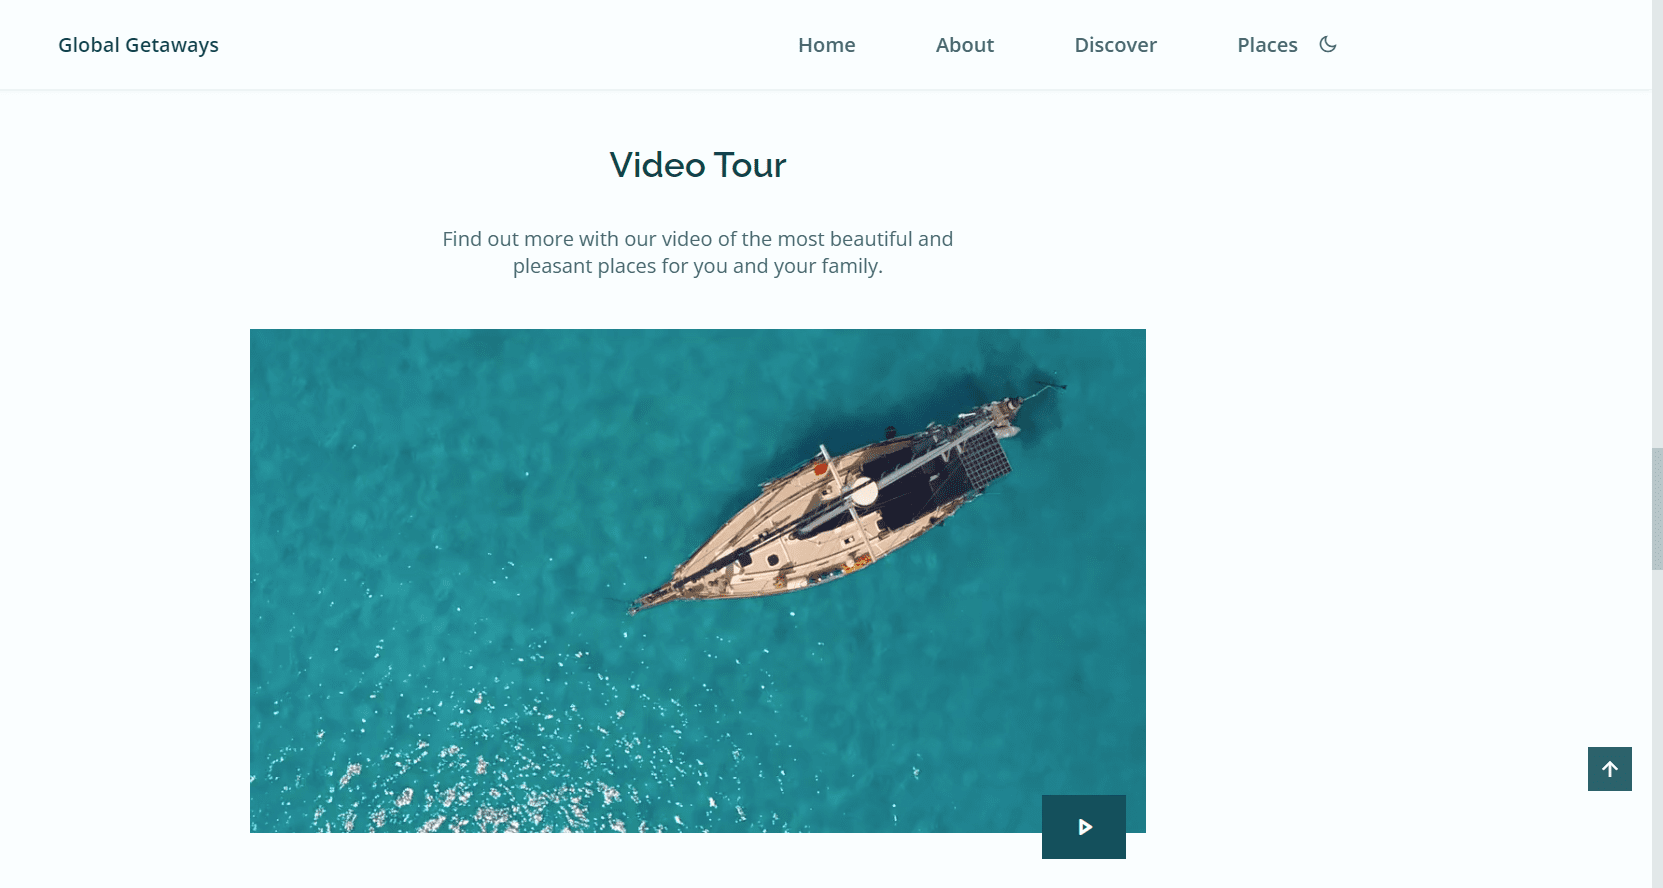 Global Getaways
Home
About
Discover
Places
Video Tour
Find out more with our video of the most beautiful and
pleasant places for you and your family.